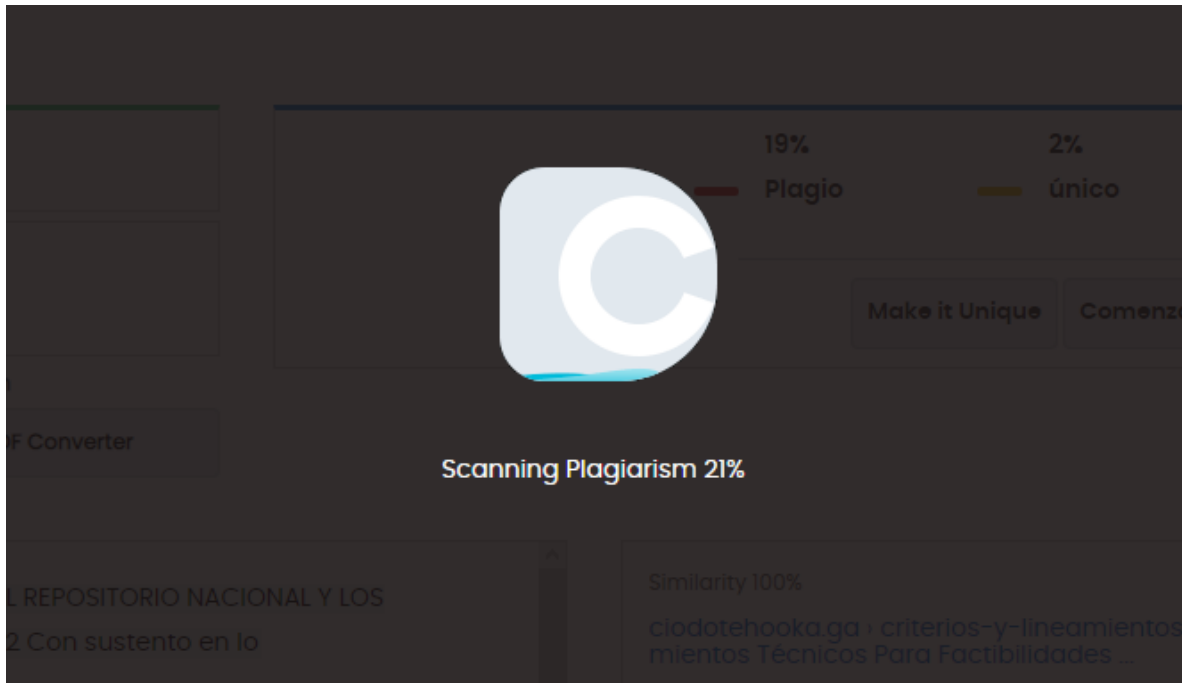 19%
2%
Plagio
único
Make it Unique
F Converter
Scanning Plagiarism 21%
Similarity 100%
L REPOSITORIO NACIONAL Y LOS
2 Con sustento en lo
ciodotehooka.ga › criterios-y-lineamientos
mientos Técnicos Para Factibilidades ...